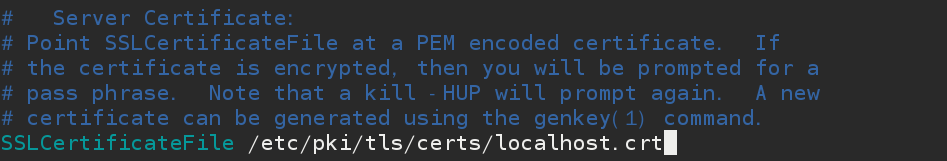 #   Server Certificate:
# Point SSLCertificateFile at a PEM encoded certificate.  If
# the certificate is encrypted, then you will be prompted for a
# pass phrase.  Note that a kill -HUP will prompt again.  A new
# certificate can be generated using the genkey(1) command.
SSLCertificateFile /etc/pki/tls/certs/localhost.crt